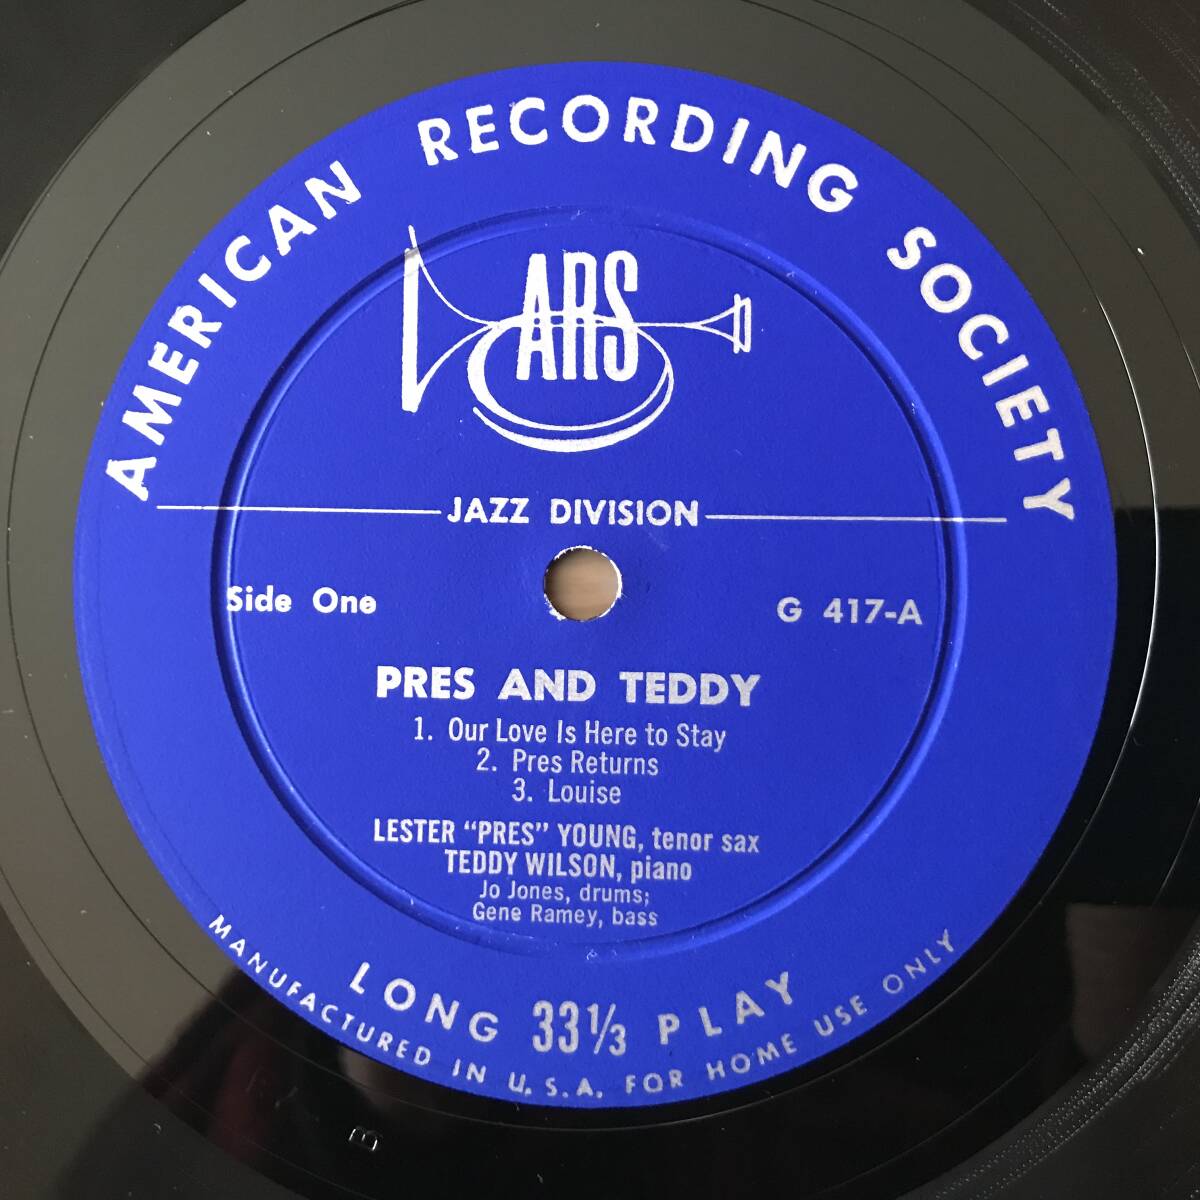 AMERICAN RECORDING SOCIETY
ARS
JAZZ DIVISION
Side One
G 417-A
PRES AND TEDDY
1. Our Love Is Here to Stay
2. Pres Returns
3. Louise
LESTER "PRES" YOUNG, tenor sax
TEDDY WILSON, piano
Jo Jones, drums;
Gene Ramey, bass
LONG 33⅓ PLAY
MANUFACTURED IN U.S.A. FOR HOME USE ONLY